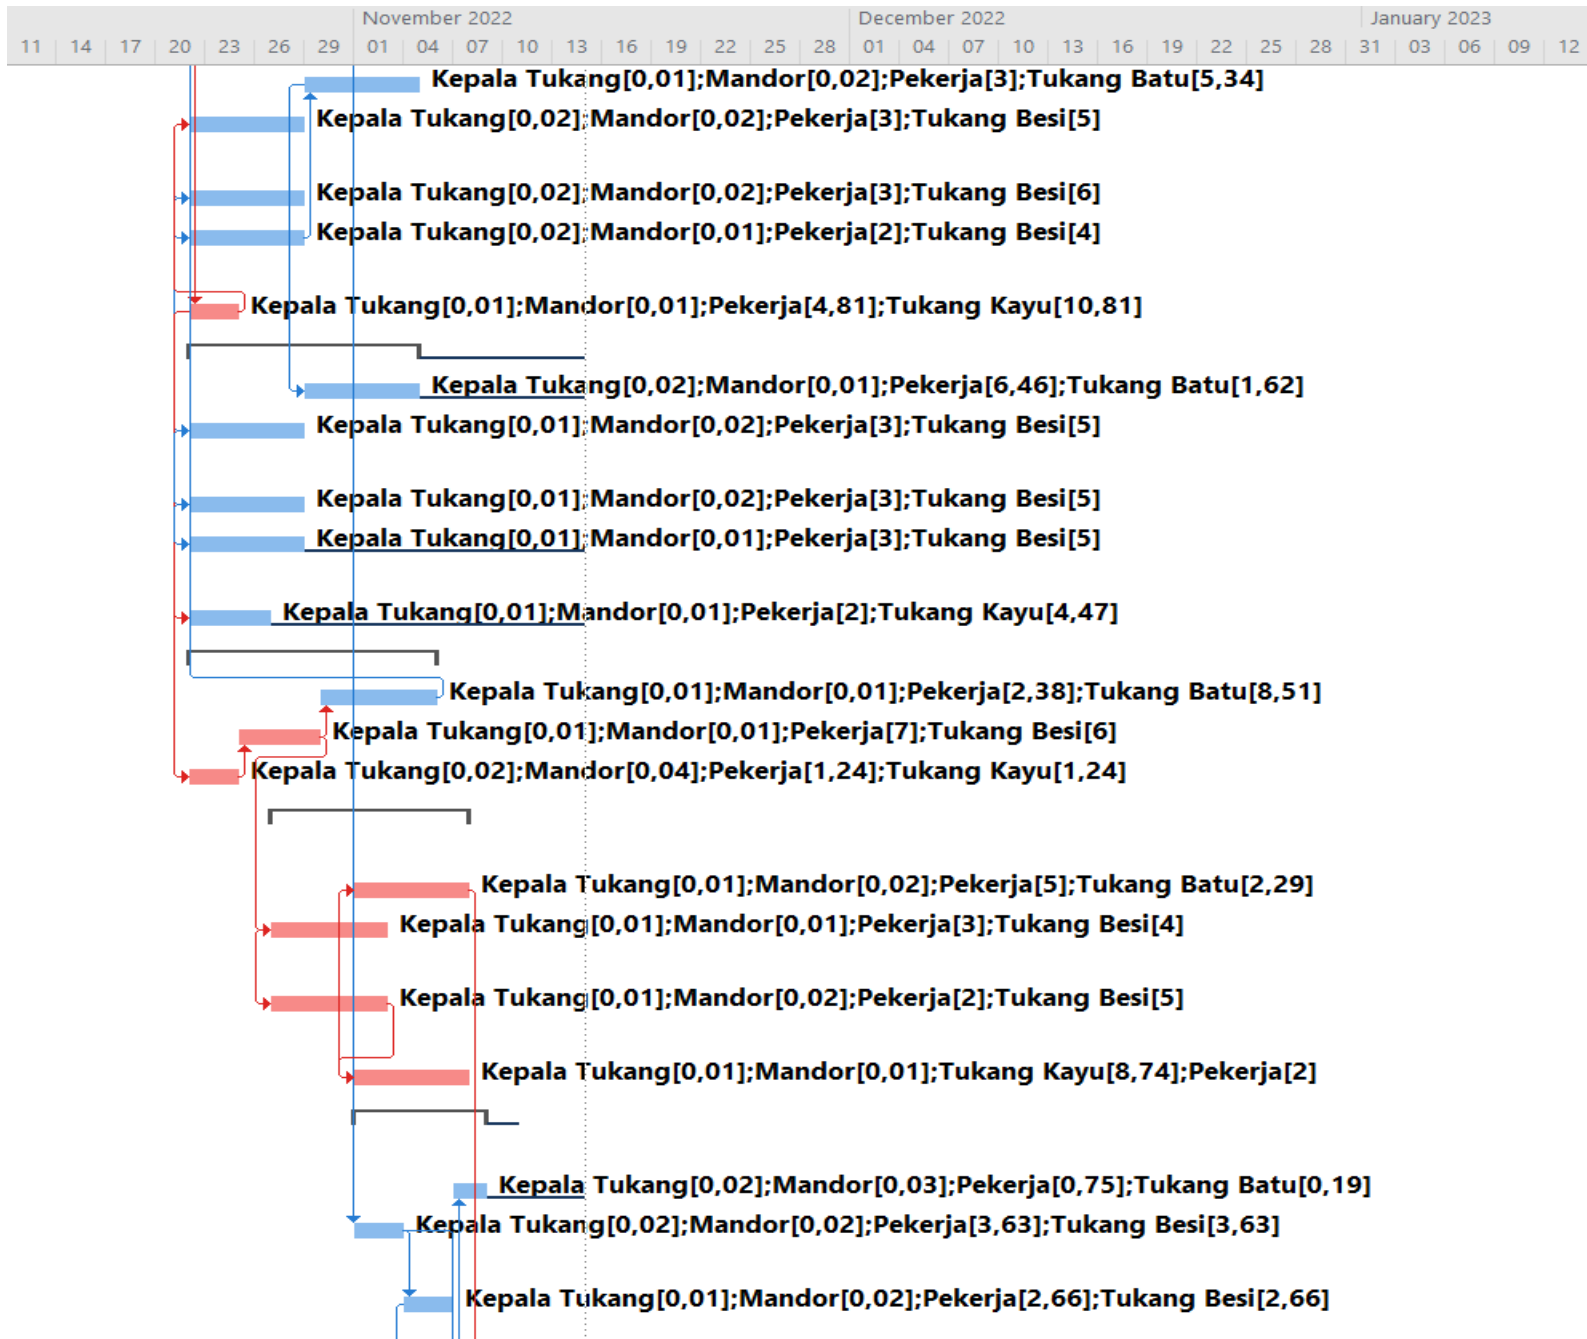 November 2022 December 2022 January 2023
11 14 17 20 23 26 29 01 04 07 10 13 16 19 22 25 28 01 04 07 10 13 16 19 22 25 28 31 03 06 09 12
Kepala Tukang[0,01];Mandor[0,02];Pekerja[3];Tukang Batu[5,34]
Kepala Tukang[0,02];Mandor[0,02];Pekerja[3];Tukang Besi[5]
Kepala Tukang[0,02];Mandor[0,02];Pekerja[3];Tukang Besi[6]
Kepala Tukang[0,02];Mandor[0,01];Pekerja[2];Tukang Besi[4]
Kepala Tukang[0,01];Mandor[0,01];Pekerja[4,81];Tukang Kayu[10,81]
Kepala Tukang[0,02];Mandor[0,01];Pekerja[6,46];Tukang Batu[1,62]
Kepala Tukang[0,01];Mandor[0,02];Pekerja[3];Tukang Besi[5]
Kepala Tukang[0,01];Mandor[0,02];Pekerja[3];Tukang Besi[5]
Kepala Tukang[0,01];Mandor[0,01];Pekerja[3];Tukang Besi[5]
Kepala Tukang[0,01];Mandor[0,01];Pekerja[2];Tukang Kayu[4,47]
Kepala Tukang[0,01];Mandor[0,01];Pekerja[2,38];Tukang Batu[8,51]
Kepala Tukang[0,01];Mandor[0,01];Pekerja[7];Tukang Besi[6]
Kepala Tukang[0,02];Mandor[0,04];Pekerja[1,24];Tukang Kayu[1,24]
Kepala Tukang[0,01];Mandor[0,02];Pekerja[5];Tukang Batu[2,29]
Kepala Tukang[0,01];Mandor[0,01];Pekerja[3];Tukang Besi[4]
Kepala Tukang[0,01];Mandor[0,02];Pekerja[2];Tukang Besi[5]
Kepala Tukang[0,01];Mandor[0,01];Tukang Kayu[8,74];Pekerja[2]
Kepala Tukang[0,02];Mandor[0,03];Pekerja[0,75];Tukang Batu[0,19]
Kepala Tukang[0,02];Mandor[0,02];Pekerja[3,63];Tukang Besi[3,63]
Kepala Tukang[0,01];Mandor[0,02];Pekerja[2,66];Tukang Besi[2,66]